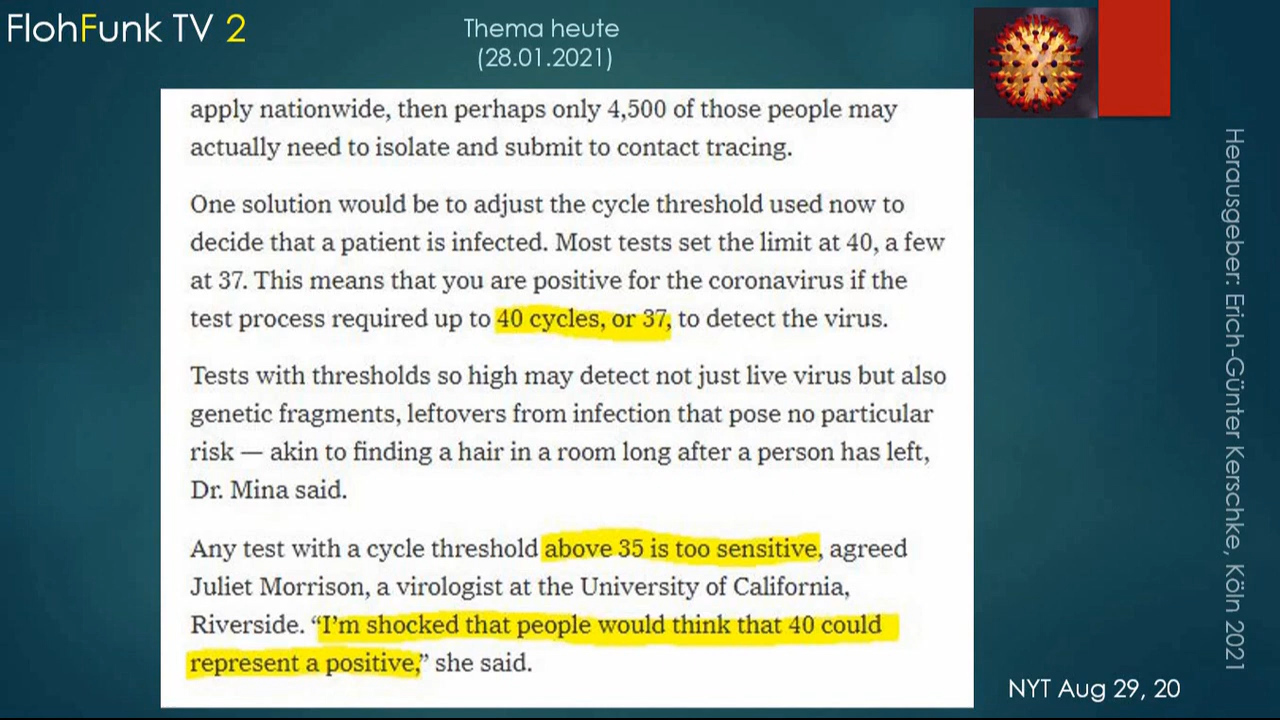 FlohFunk TV 2
Thema heute
(28.01.2021)
apply nationwide, then perhaps only 4,500 of those people may
actually need to isolate and submit to contact tracing.
One solution would be to adjust the cycle threshold used now to
decide that a patient is infected. Most tests set the limit at 40, a few
at 37. This means that you are positive for the coronavirus if the
test process required up to 40 cycles, or 37, to detect the virus.
Tests with thresholds so high may detect not just live virus but also
genetic fragments, leftovers from infection that pose no particular
risk — akin to finding a hair in a room long after a person has left,
Dr. Mina said.
Any test with a cycle threshold above 35 is too sensitive, agreed
Juliet Morrison, a virologist at the University of California,
Riverside. “I’m shocked that people would think that 40 could
represent a positive,” she said.
Herausgeber: Erich-Günter Kerschke, Köln 2021
NYT Aug 29, 20